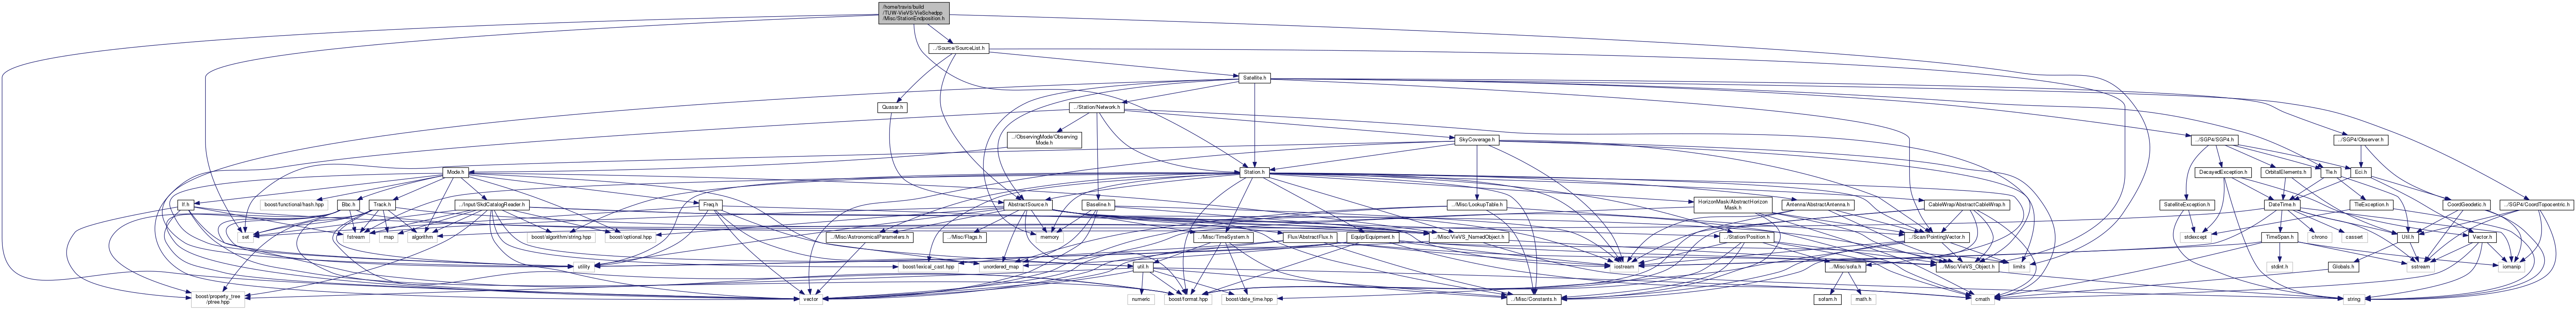 /home/travis/build
/TUW-VieVS/VieSchedpp
/Misc/StationEndposition.h
../Source/SourceList.h
Satellite.h
Quasar.h
../Station/Network.h
../ObservingMode/Observing
Mode.h
SkyCoverage.h
../SGP4/SGP4.h
../SGP4/Observer.h
Mode.h
Station.h
DecayedException.h
OrbitalElements.h
Tle.h
Eci.h
boost/functional/hash.hpp
If.h
Bbc.h
Track.h
../Input/SkdCatalogReader.h
Freq.h
AbstractSource.h
Baseline.h
../Misc/LookupTable.h
HorizonMask/AbstractHorizon
Mask.h
Antenna/AbstractAntenna.h
CableWrap/AbstractCableWrap.h
SatelliteException.h
DateTime.h
TleException.h
CoordGeodetic.h
../SGP4/CoordTopocentric.h
set
fstream
map
algorithm
boost/algorithm/string.hpp
boost/optional.hpp
../Misc/AstronomicalParameters.h
../Misc/Flags.h
memory
../Misc/TimeSystem.h
Flux/AbstractFlux.h
Equip/Equipment.h
../Misc/VieVS_NamedObject.h
../Station/Position.h
../Scan/PointingVector.h
stdexcept
TimeSpan.h
chrono
cassert
Util.h
Vector.h
utility
boost/lexical_cast.hpp
unordered_map
util.h
iostream
../Misc/sofa.h
../Misc/VieVS_Object.h
limits
stdint.h
Globals.h
sstream
iomanip
boost/property_tree
/ptree.hpp
vector
numeric
boost/format.hpp
boost/date_time.hpp
../Misc/Constants.h
sofam.h
math.h
cmath
string